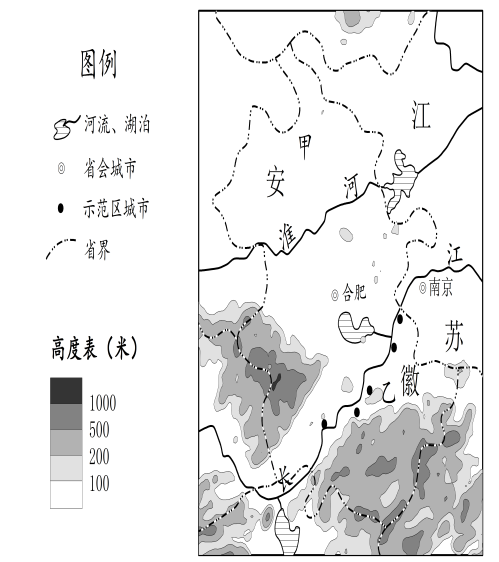 图例
河流、湖泊
省会城市
示范区城市
省界
高度表（米）
1000
500
200
100
江
甲
安
河
淮
江
合肥
南京
苏
徽
乙
长